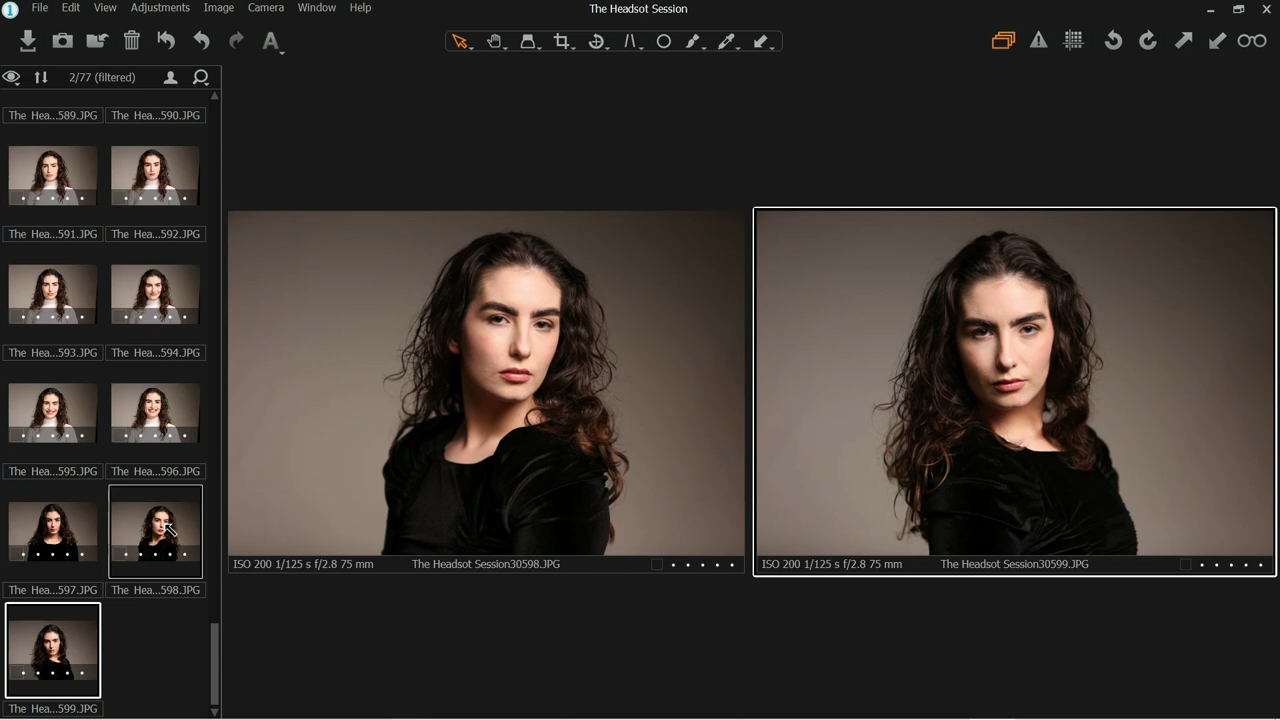 1 File Edit View Adjustments Image Camera Window Help
The Headsot Session
A
2/77 (filtered)
The Hea...589.JPG The Hea...590.JPG
The Hea...591.JPG The Hea...592.JPG
The Hea...593.JPG The Hea...594.JPG
The Hea...595.JPG The Hea...596.JPG
The Hea...597.JPG The Hea...598.JPG
The Hea...599.JPG
ISO 200 1/125 s f/2.8 75 mm The Headsot Session30598.JPG
ISO 200 1/125 s f/2.8 75 mm The Headsot Session30599.JPG